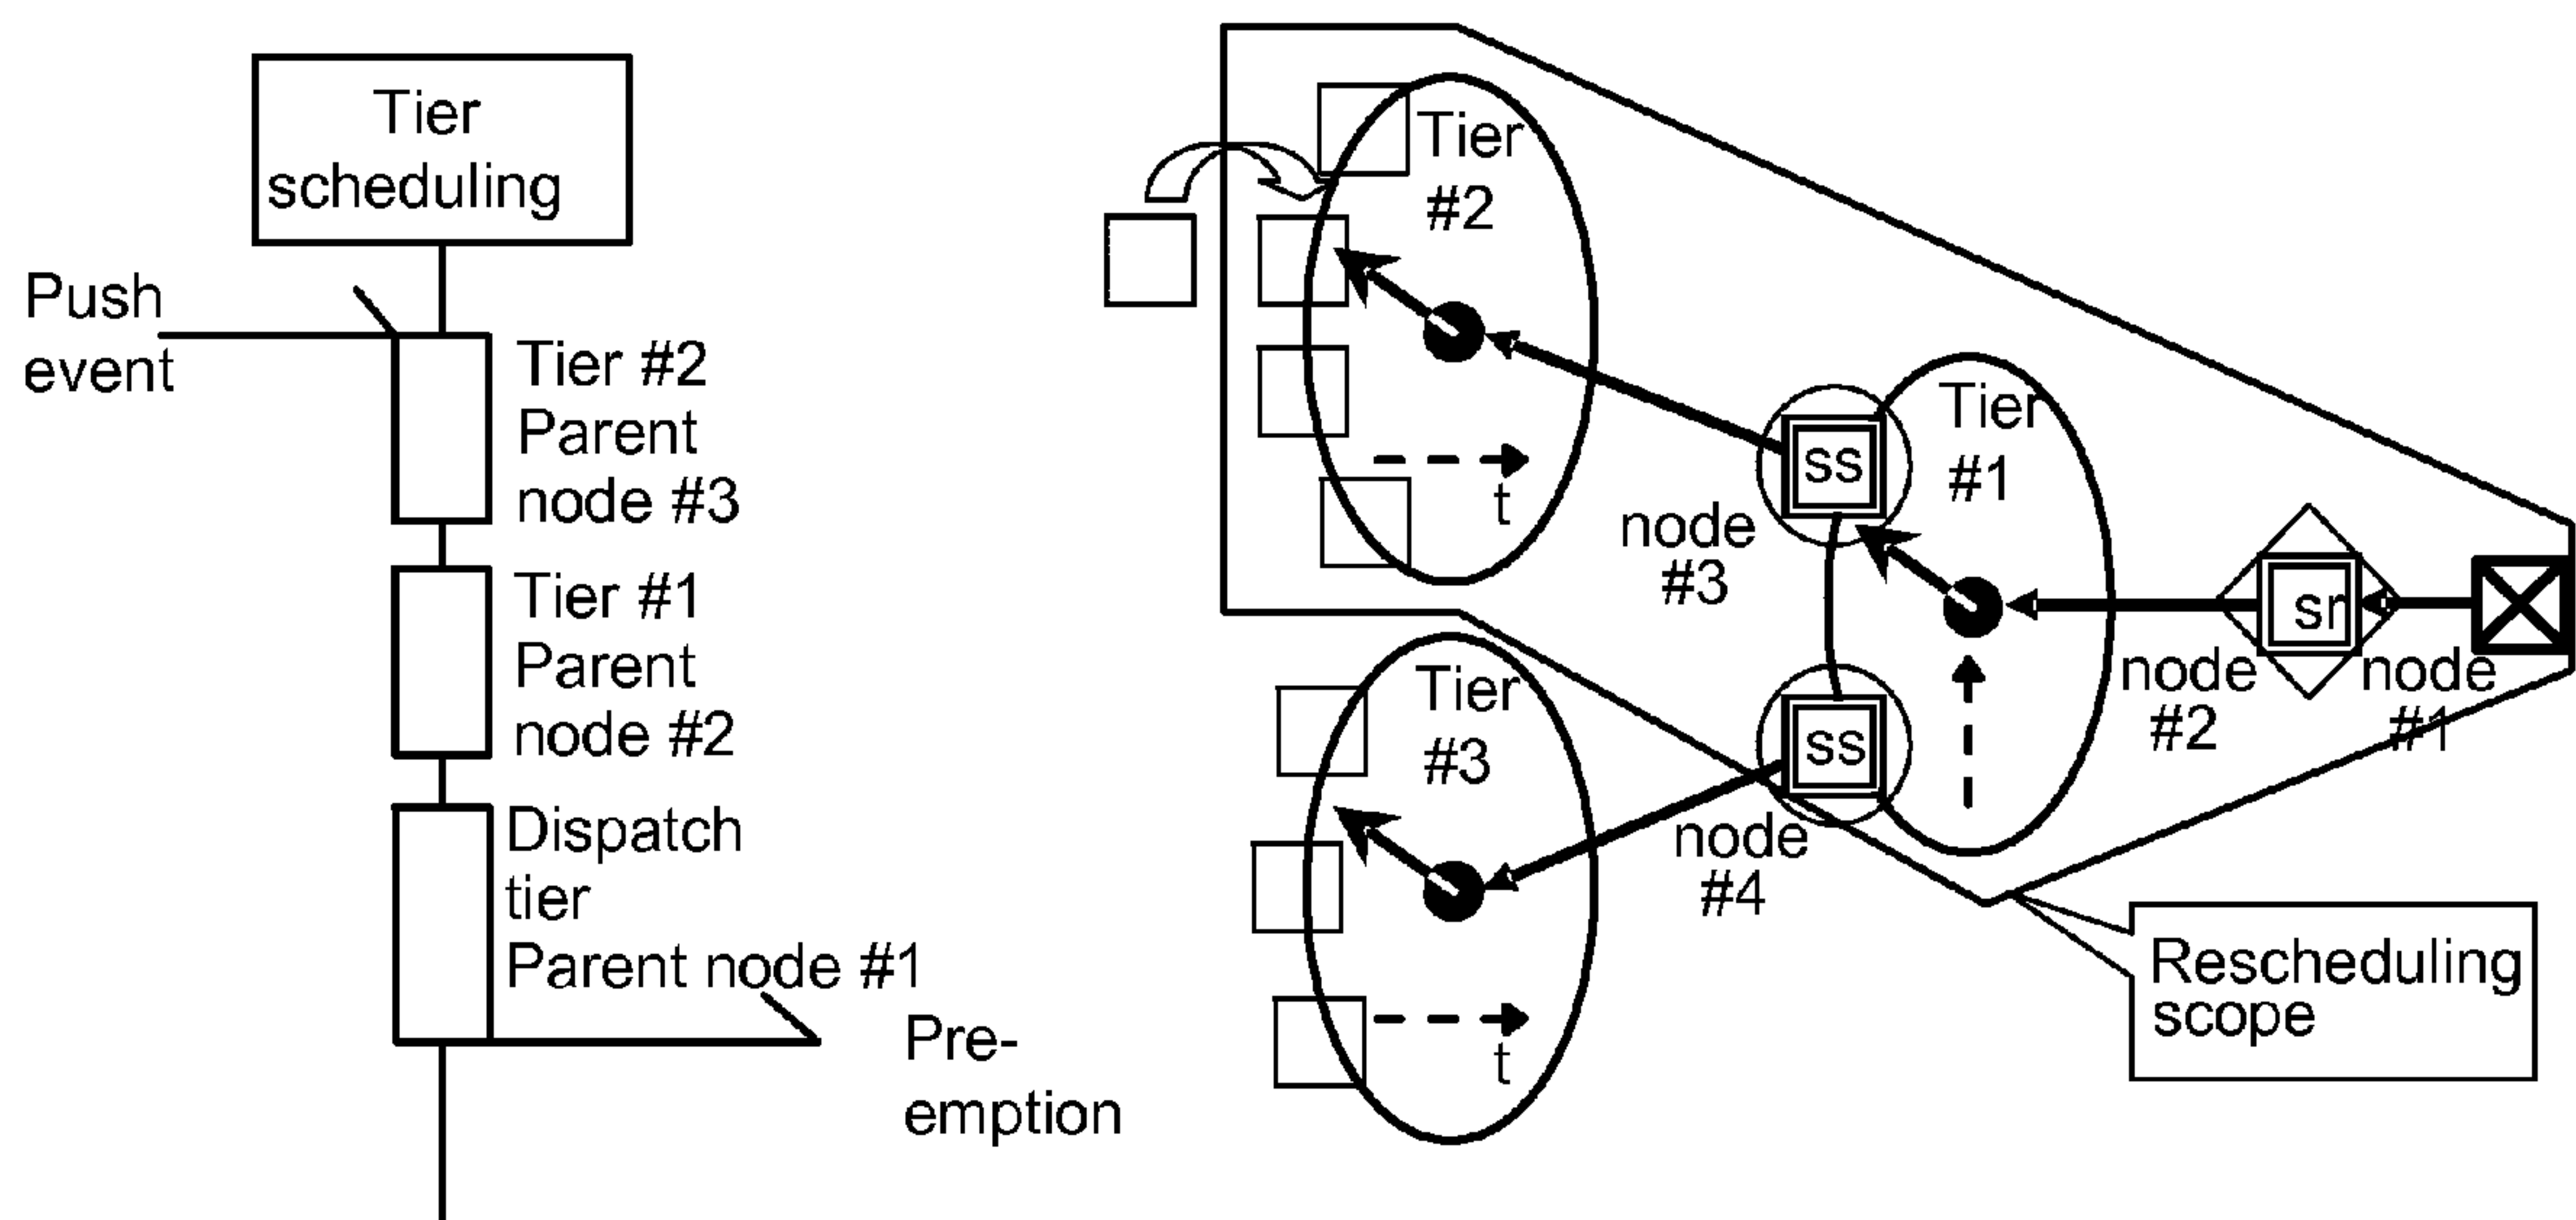 Tier
scheduling
Push
event
Tier #2
Parent
node #3
Tier #1
Parent
node #2
Dispatch
tier
Parent node #1
Pre-
emption
Tier
#2
t
node
#3
ss
Tier
#1
node
#2
sr
node
#1
ss
node
#4
Tier
#3
t
Rescheduling
scope